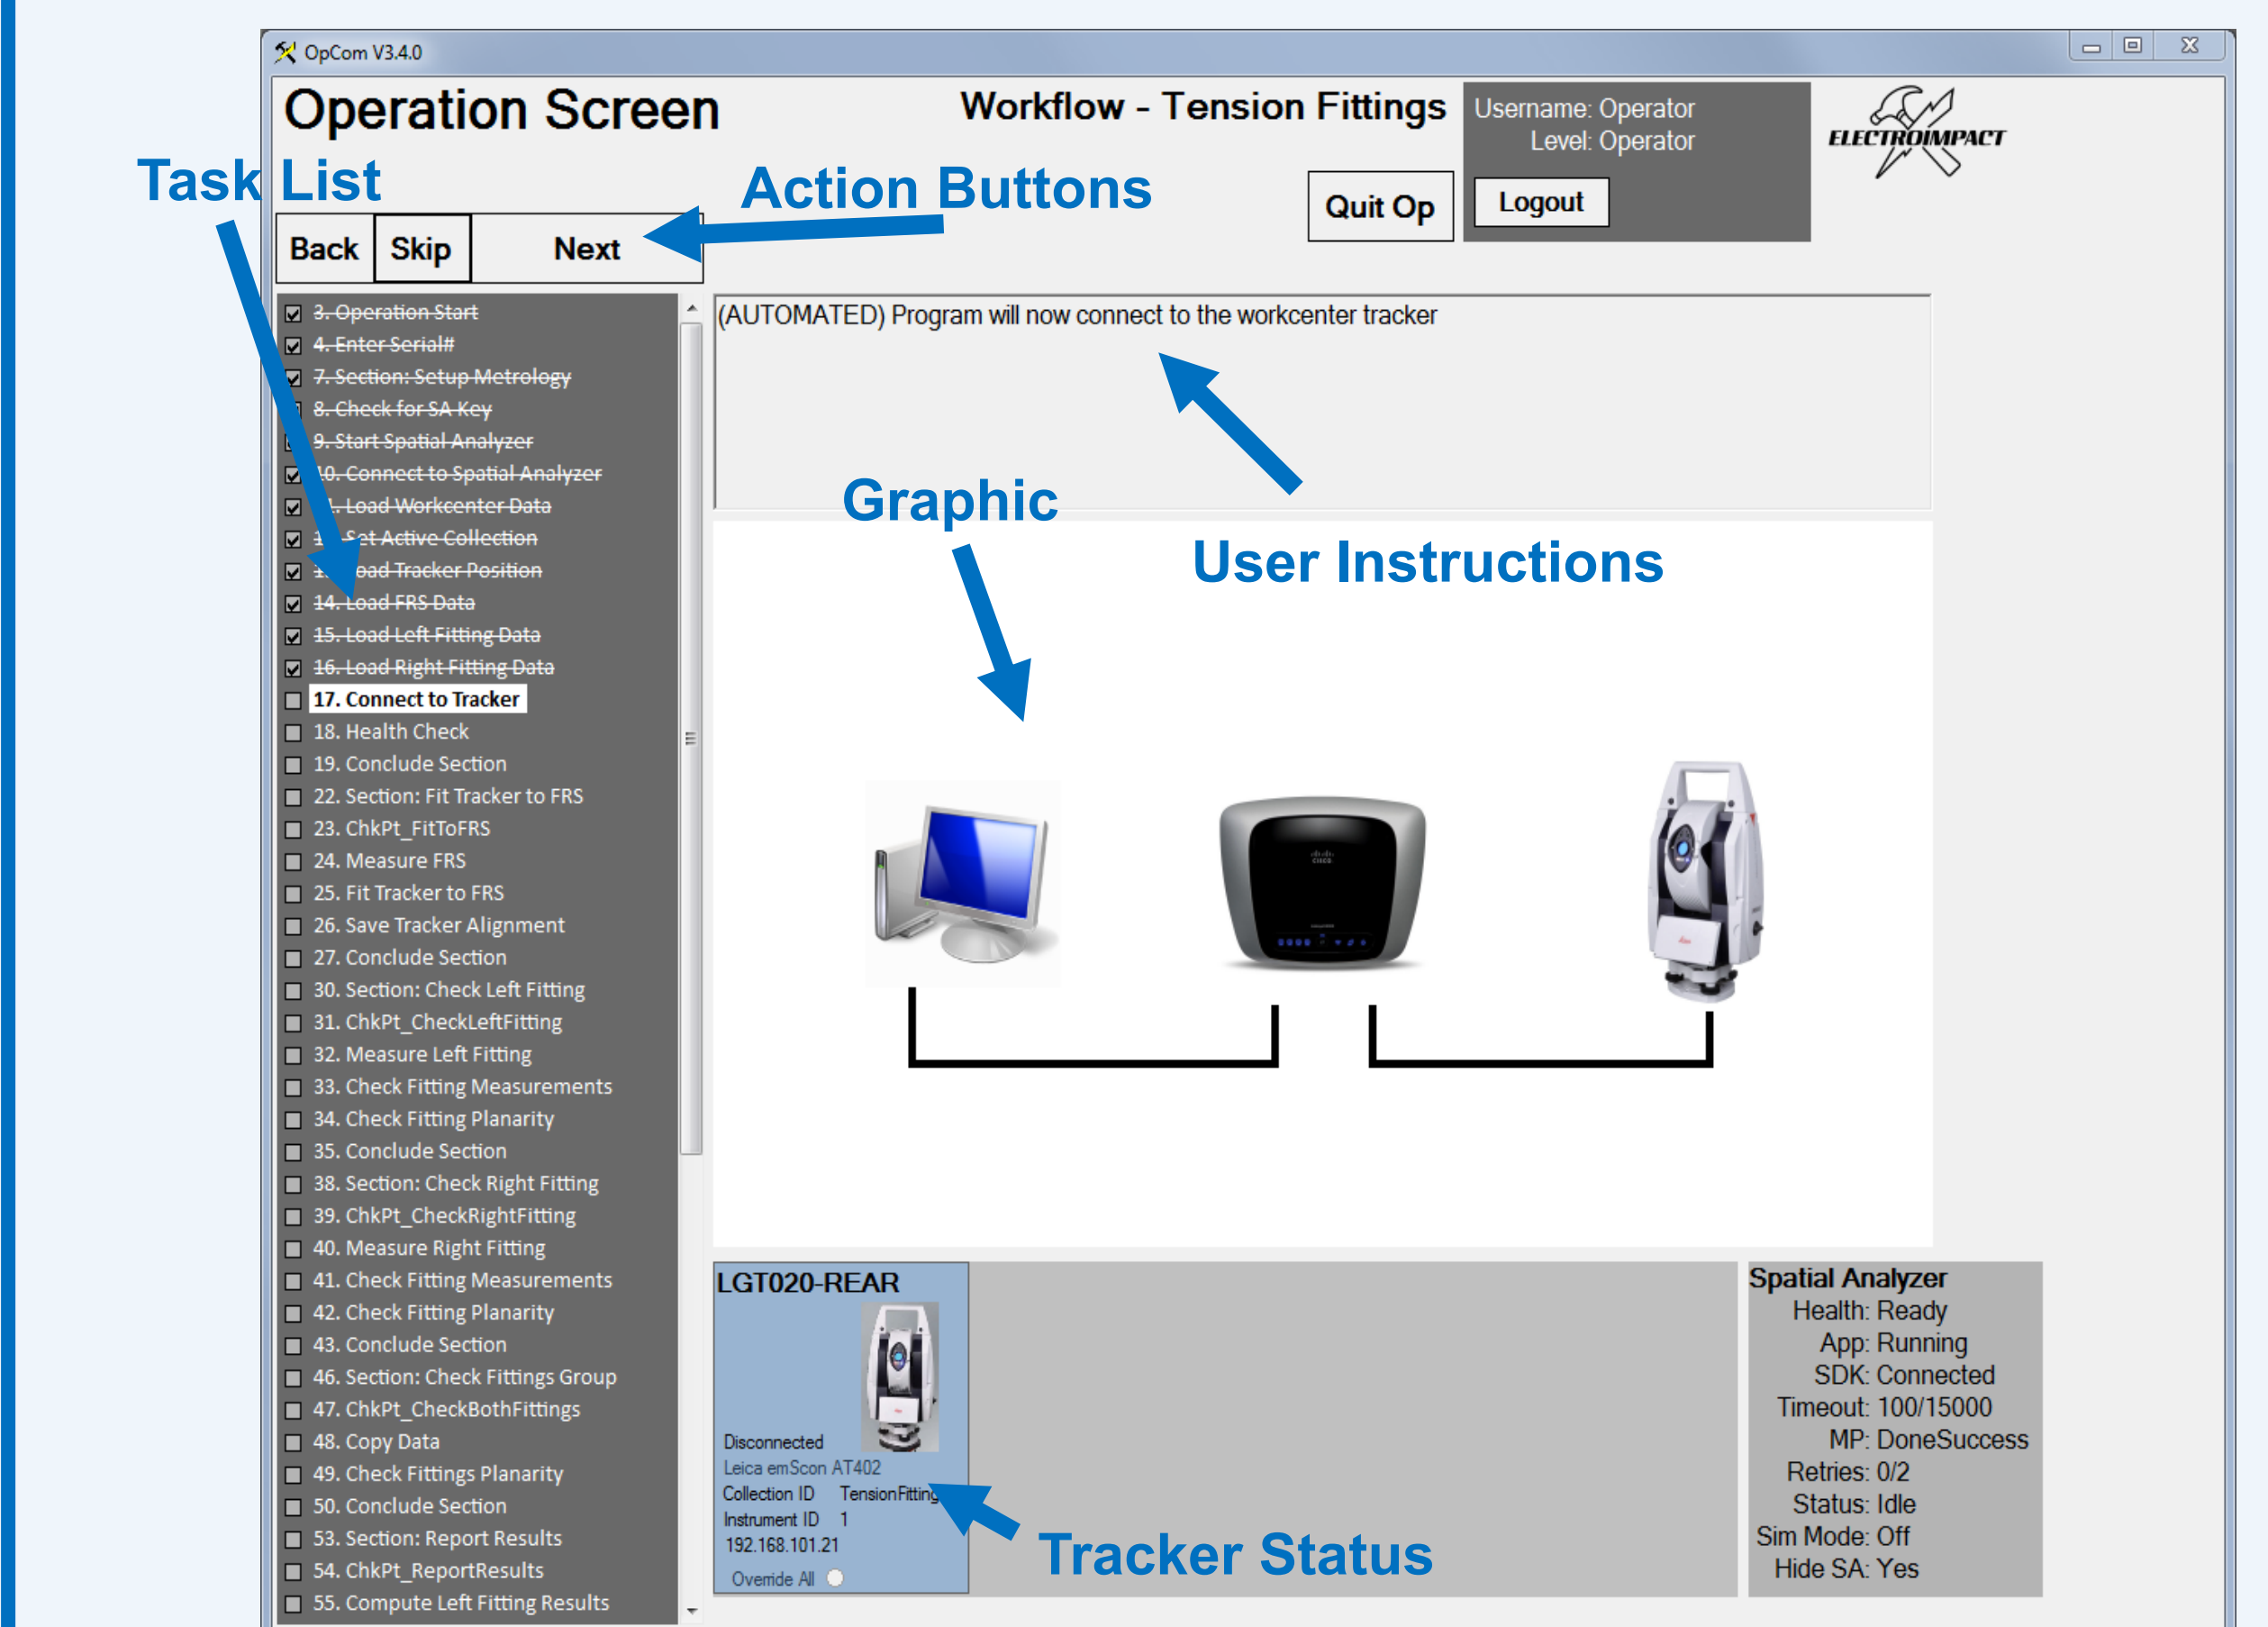 OpCom V3.4.0
Operation Screen
Workflow - Tension Fittings
Username: Operator
Level: Operator
Logout
ELECTROIMPACT
Task List
Action Buttons
Quit Op
Back
Skip
Next
3. Operation Start
4. Enter Serial#
7. Section: Setup Metrology
8. Check for SA Key
9. Start Spatial Analyzer
10. Connect to Spatial Analyzer
11. Load Workcenter Data
12. Set Active Collection
13. Load Tracker Position
14. Load FRS Data
15. Load Left Fitting Data
16. Load Right Fitting Data
17. Connect to Tracker
18. Health Check
19. Conclude Section
22. Section: Fit Tracker to FRS
23. ChkPt_FitToFRS
24. Measure FRS
25. Fit Tracker to FRS
26. Save Tracker Alignment
27. Conclude Section
30. Section: Check Left Fitting
31. ChkPt_CheckLeftFitting
32. Measure Left Fitting
33. Check Fitting Measurements
34. Check Fitting Planarity
35. Conclude Section
38. Section: Check Right Fitting
39. ChkPt_CheckRightFitting
40. Measure Right Fitting
41. Check Fitting Measurements
42. Check Fitting Planarity
43. Conclude Section
46. Section: Check Fittings Group
47. ChkPt_CheckBothFittings
48. Copy Data
49. Check Fittings Planarity
50. Conclude Section
53. Section: Report Results
54. ChkPt_ReportResults
55. Compute Left Fitting Results
(AUTOMATED) Program will now connect to the workcenter tracker
Graphic
User Instructions
CISCO
LGT020-REAR
Disconnected
Leica emScon AT402
Collection ID TensionFitting
Instrument ID 1
192.168.101.21
Override All
Tracker Status
Spatial Analyzer
Health: Ready
App: Running
SDK: Connected
Timeout: 100/15000
MP: DoneSuccess
Retries: 0/2
Status: Idle
Sim Mode: Off
Hide SA: Yes